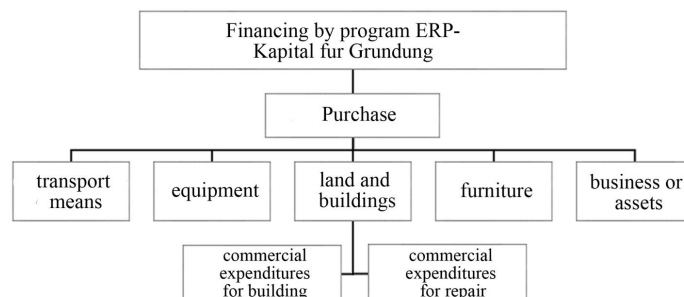 Financing by program ERP-
Kapital fur Grundung
Purchase
transport
means
equipment
land and
buildings
furniture
business or
assets
commercial
expenditures
for building
commercial
expenditures
for repair